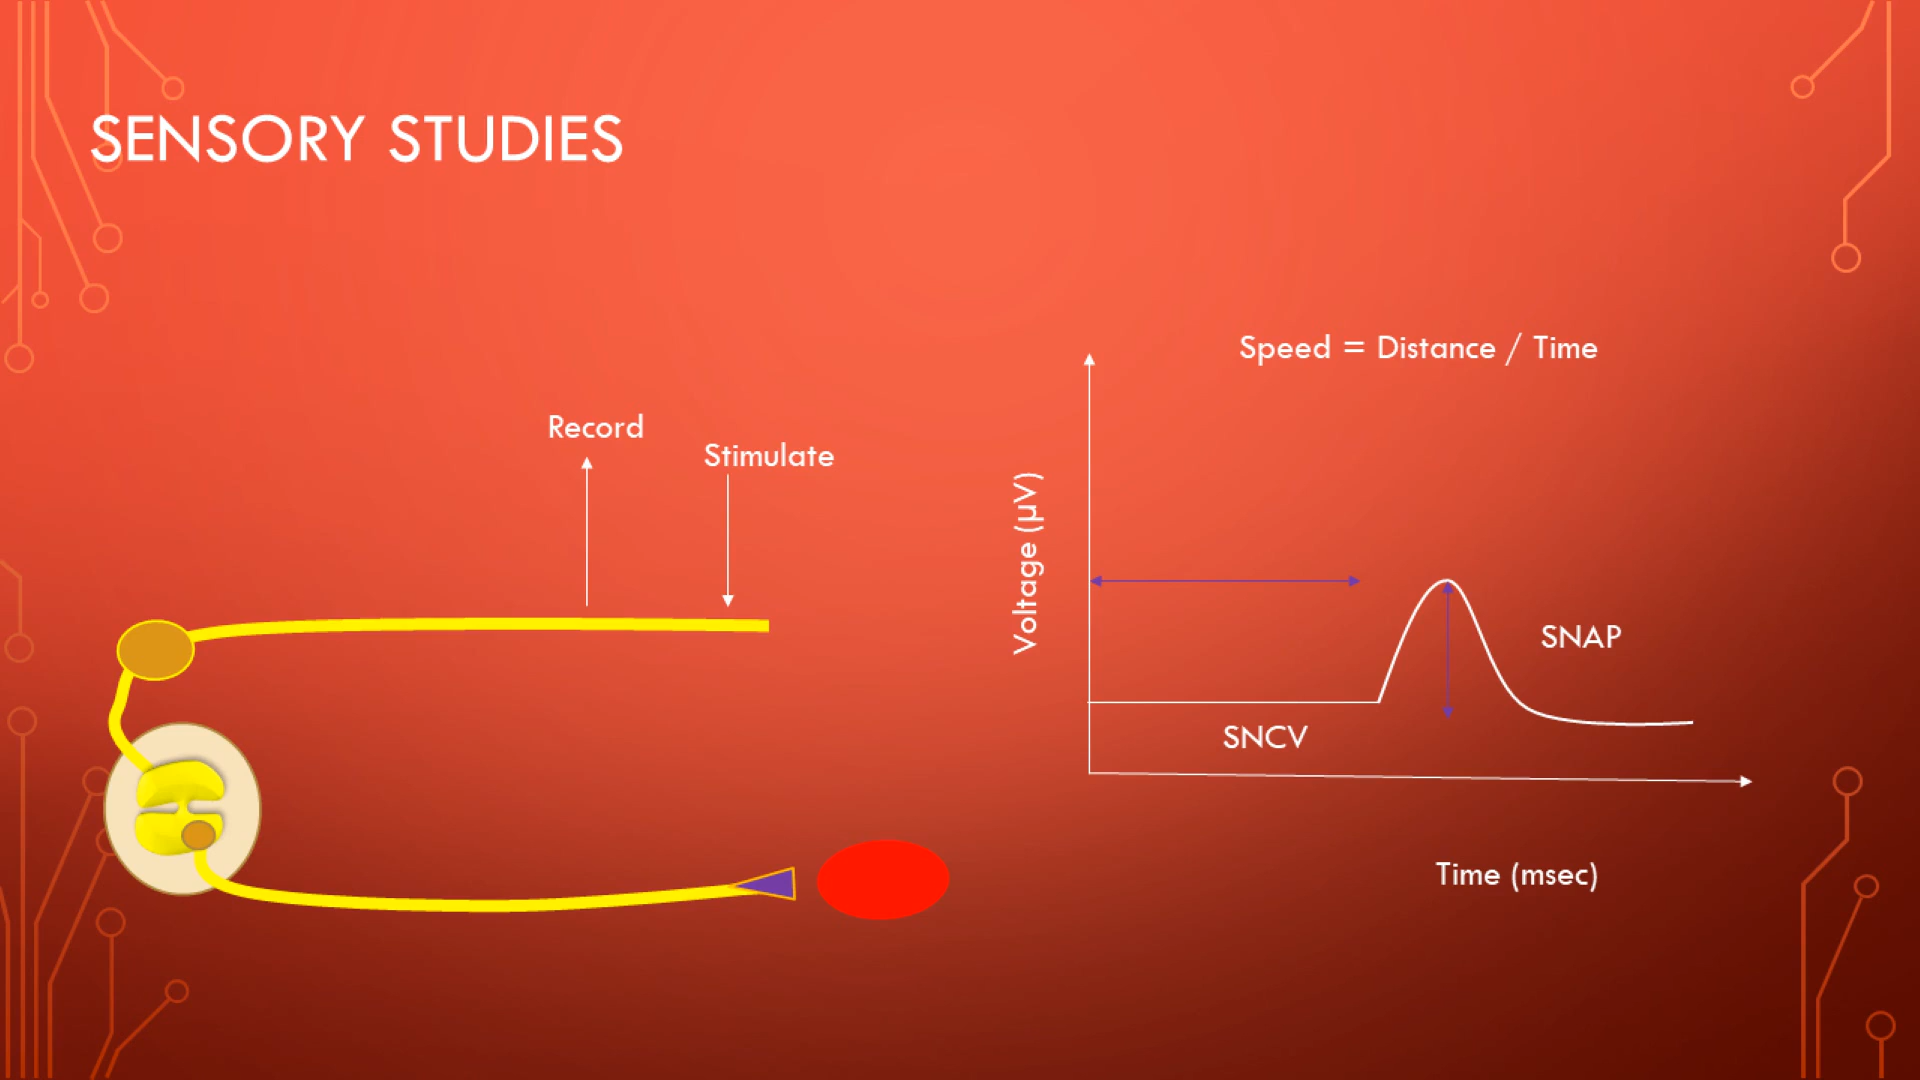 SENSORY STUDIES
Speed = Distance / Time
Record
Stimulate
Voltage (µV)
SNAP
SNCV
Time (msec)